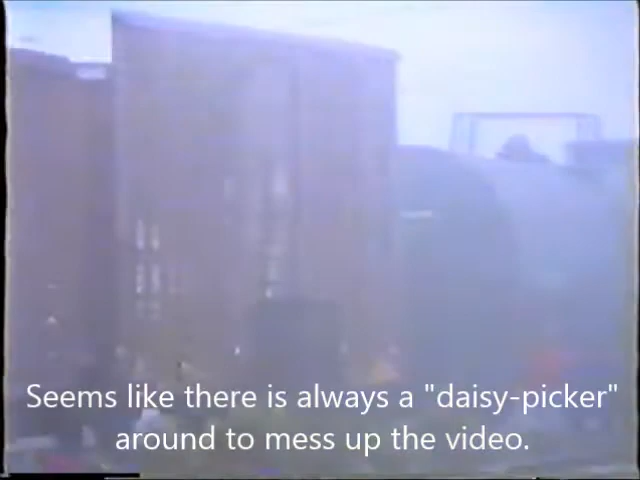 Seems like there is always a "daisy-picker"
around to mess up the video.